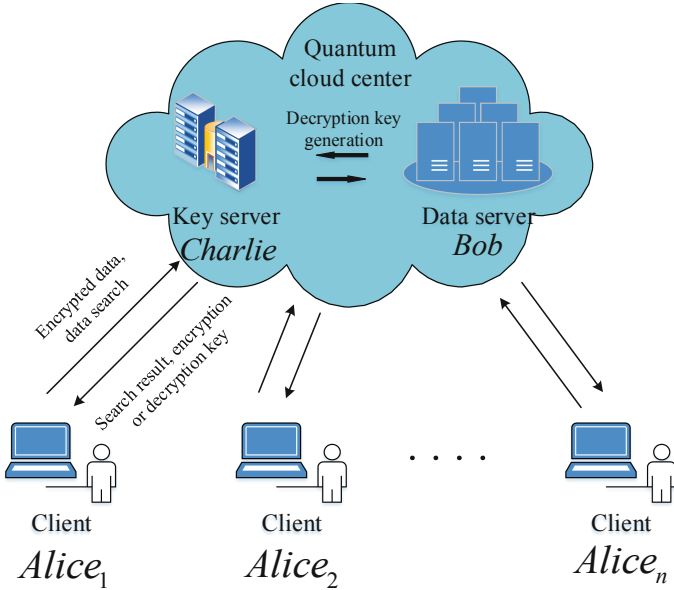 Quantum
cloud center
Decryption key
generation
Key server
Charlie
Data server
Bob
Encrypted data,
data search
Search result, encryption
or decryption key
. . . .
Client
Alice₁
Client
Alice₂
Client
Aliceₙ